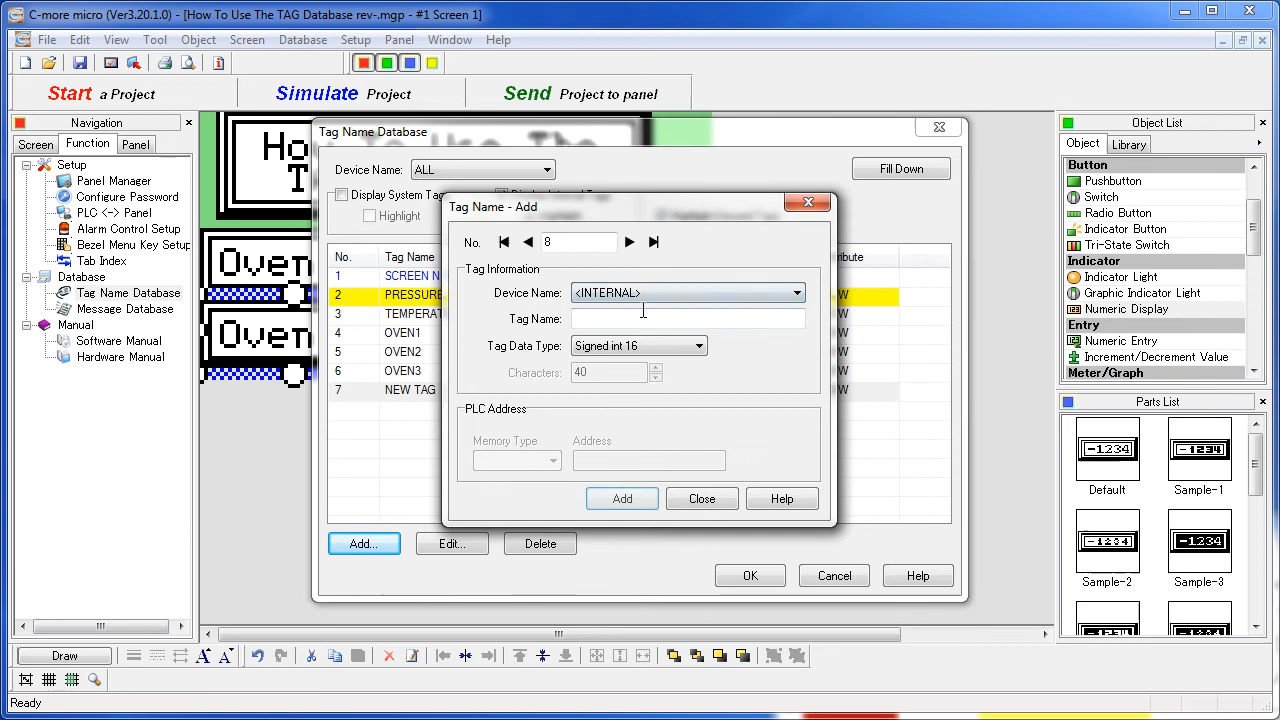 C-more micro (Ver3.20.1.0) - [How To Use The TAG Database rev-.mgp - #1 Screen 1]
File Edit View Tool Object Screen Database Setup Panel Window Help
Start a Project Simulate Project Send Project to panel
Navigation
Screen Function Panel
Setup
Panel Manager
Configure Password
PLC <-> Panel
Alarm Control Setup
Bezel Menu Key Setup
Tab Index
Database
Tag Name Database
Message Database
Manual
Software Manual
Hardware Manual
Oven
Oven
Tag Name Database
Device Name: ALL Fill Down
Display System Tag
Highlight
No. Tag Name
1 SCREEN N
2 PRESSURE
3 TEMPERAT
4 OVEN1
5 OVEN2
6 OVEN3
7 NEW TAG
Add... Edit... Delete
OK Cancel Help
Tag Name - Add
No. 8
Tag Information
Device Name: <INTERNAL>
Tag Name:
Tag Data Type: Signed int 16
Characters: 40
PLC Address
Memory Type Address
Add Close Help
Object List
Object Library
Button
Pushbutton
Switch
Radio Button
Indicator Button
Tri-State Switch
Indicator
Indicator Light
Graphic Indicator Light
Numeric Display
Entry
Numeric Entry
Increment/Decrement Value
Meter/Graph
Parts List
-1234 -1234
Default Sample-1
-1234 -1234
Sample-2 Sample-3
Draw
Ready